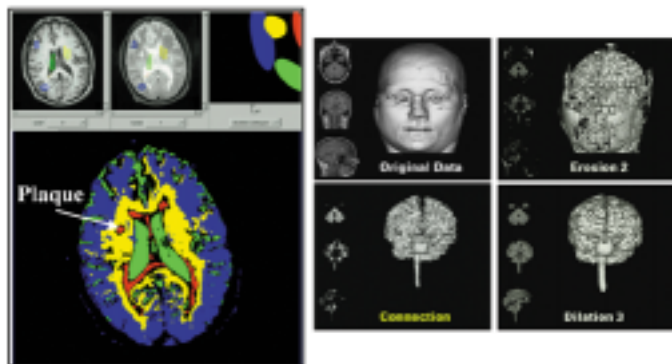 Plaque
Original Data
Erosion 2
Connection
Dilation 3